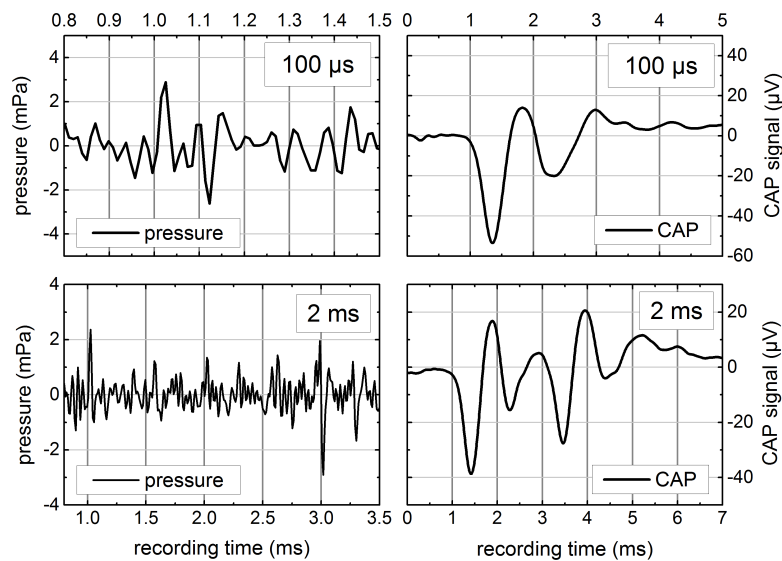 0.8 0.9 1.0 1.1 1.2 1.3 1.4 1.5
0 1 2 3 4 5
4
2
0
-2
-4
pressure (mPa)
100 µs
pressure
100 µs
CAP
40
20
0
-20
-40
-60
CAP signal (µV)
4
2
0
-2
-4
pressure (mPa)
2 ms
pressure
2 ms
CAP
20
0
-20
-40
CAP signal (µV)
1.0 1.5 2.0 2.5 3.0 3.5
0 1 2 3 4 5 6 7
recording time (ms)
recording time (ms)